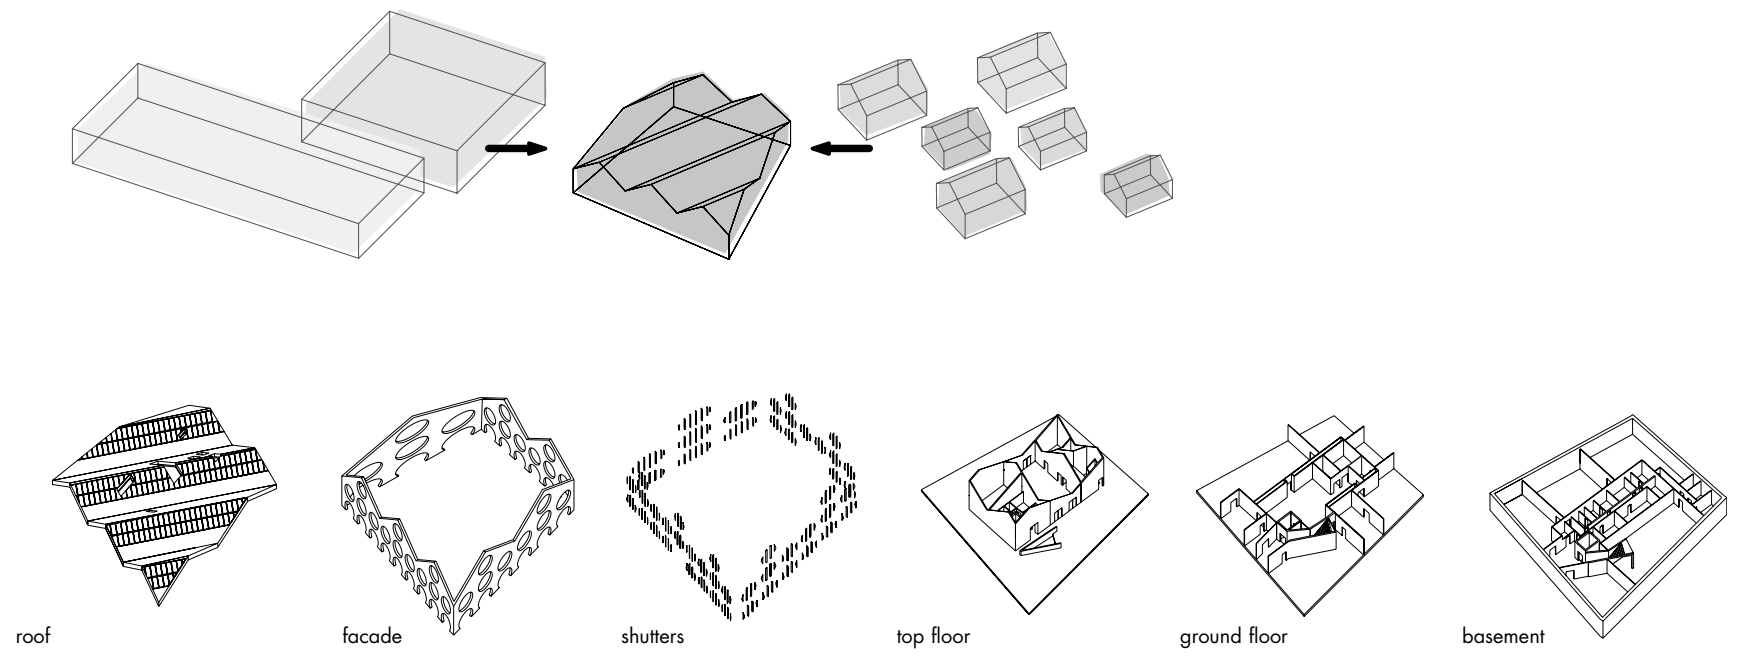 roof
facade
shutters
top floor
ground floor
basement